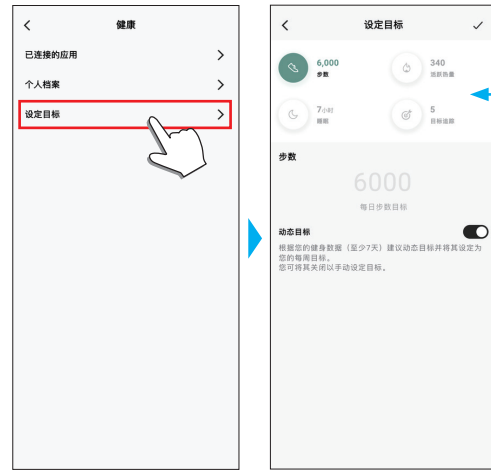 健康
已连接的应用
个人档案
设定目标
设定目标
6,000
步数
340
活跃热量
7小时
睡眠
5
目标追踪
步数
6000
每日步数目标
动态目标
根据您的健身数据（至少7天）建议动态目标并将其设定为
您的每周目标。
您可将其关闭以手动设定目标。